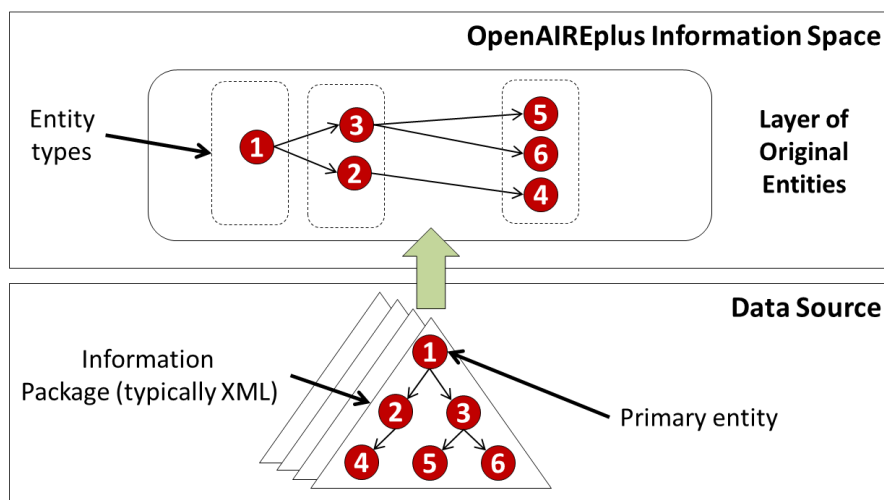 OpenAIREplus Information Space
Entity
types
1
3
2
5
6
4
Layer of
Original
Entities
Data Source
Information
Package (typically XML)
1
2
3
4
5
6
Primary entity